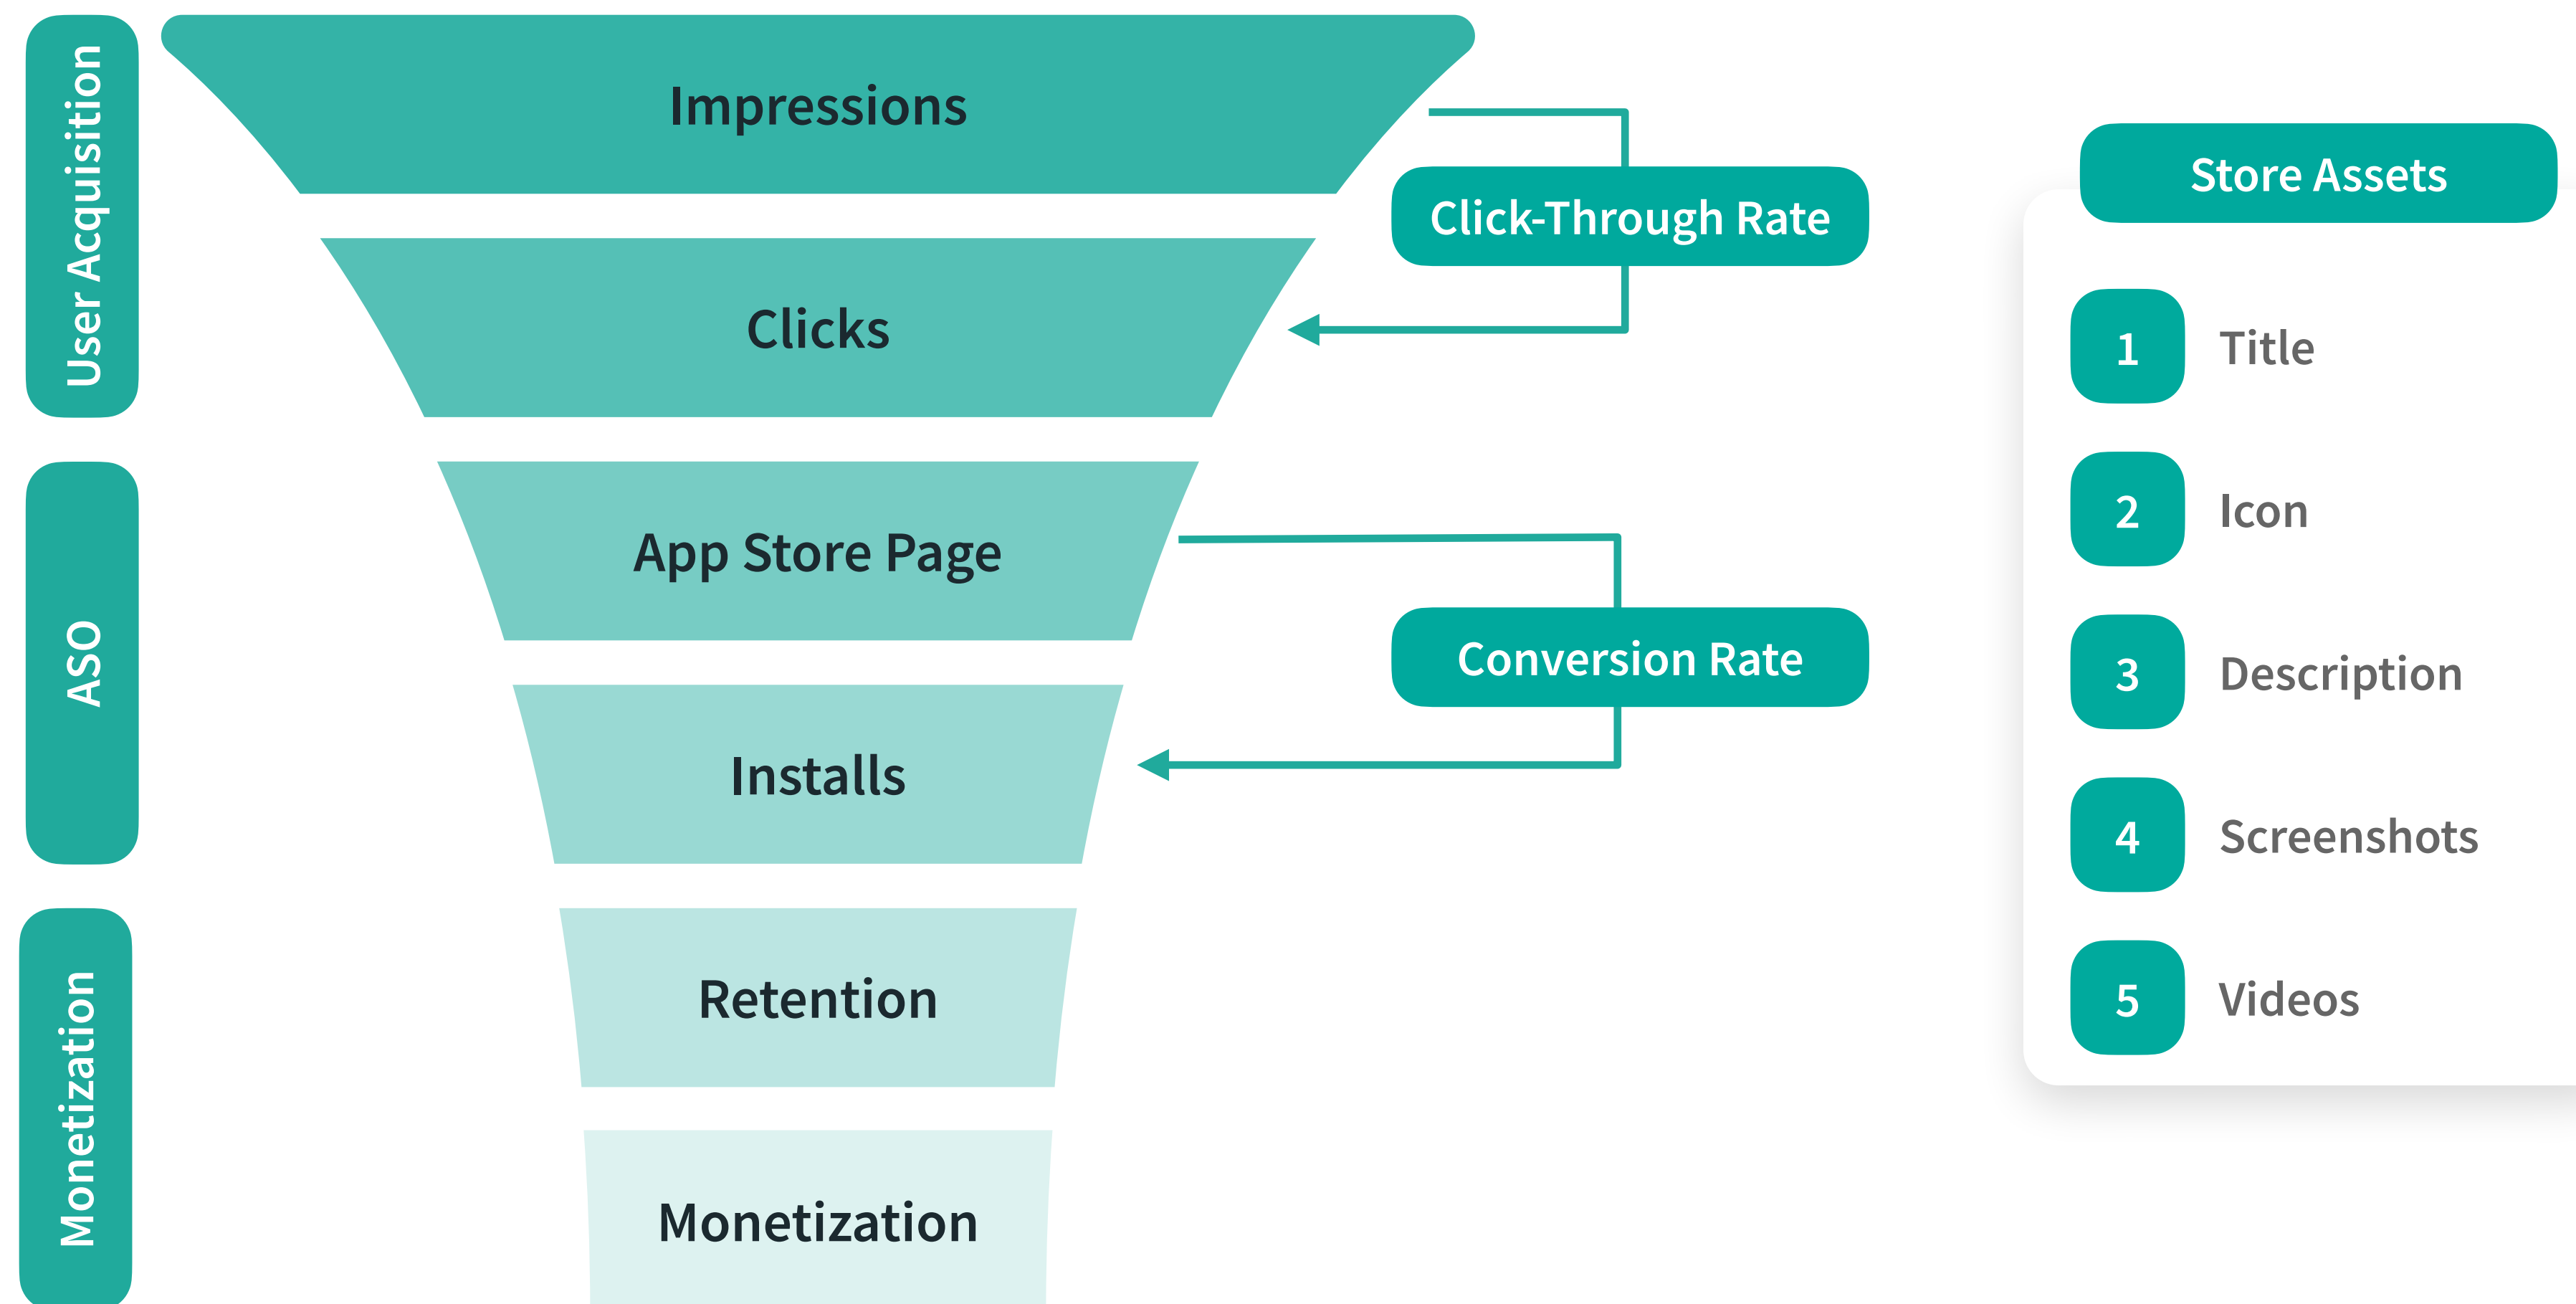 User Acquisition
Impressions
Clicks
Click-Through Rate
ASO
App Store Page
Installs
Conversion Rate
Monetization
Retention
Monetization
Store Assets
1 Title
2 Icon
3 Description
4 Screenshots
5 Videos